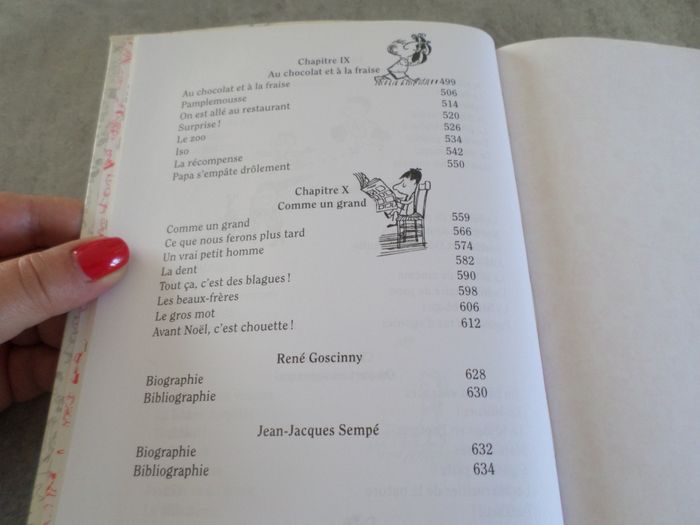 Chapitre IX
Au chocolat et à la fraise
Au chocolat et à la fraise 499
Pamplemousse 506
On est allé au restaurant 514
Surprise ! 520
Le zoo 526
Iso 534
La récompense 542
Papa s'empâte drôlement 550
Chapitre X
Comme un grand
Comme un grand 559
Ce que nous ferons plus tard 566
Un vrai petit homme 574
La dent 582
Tout ça, c'est des blagues ! 590
Les beaux-frères 598
Le gros mot 606
Avant Noël, c'est chouette ! 612
René Goscinny
Biographie 628
Bibliographie 630
Jean-Jacques Sempé
Biographie 632
Bibliographie 634